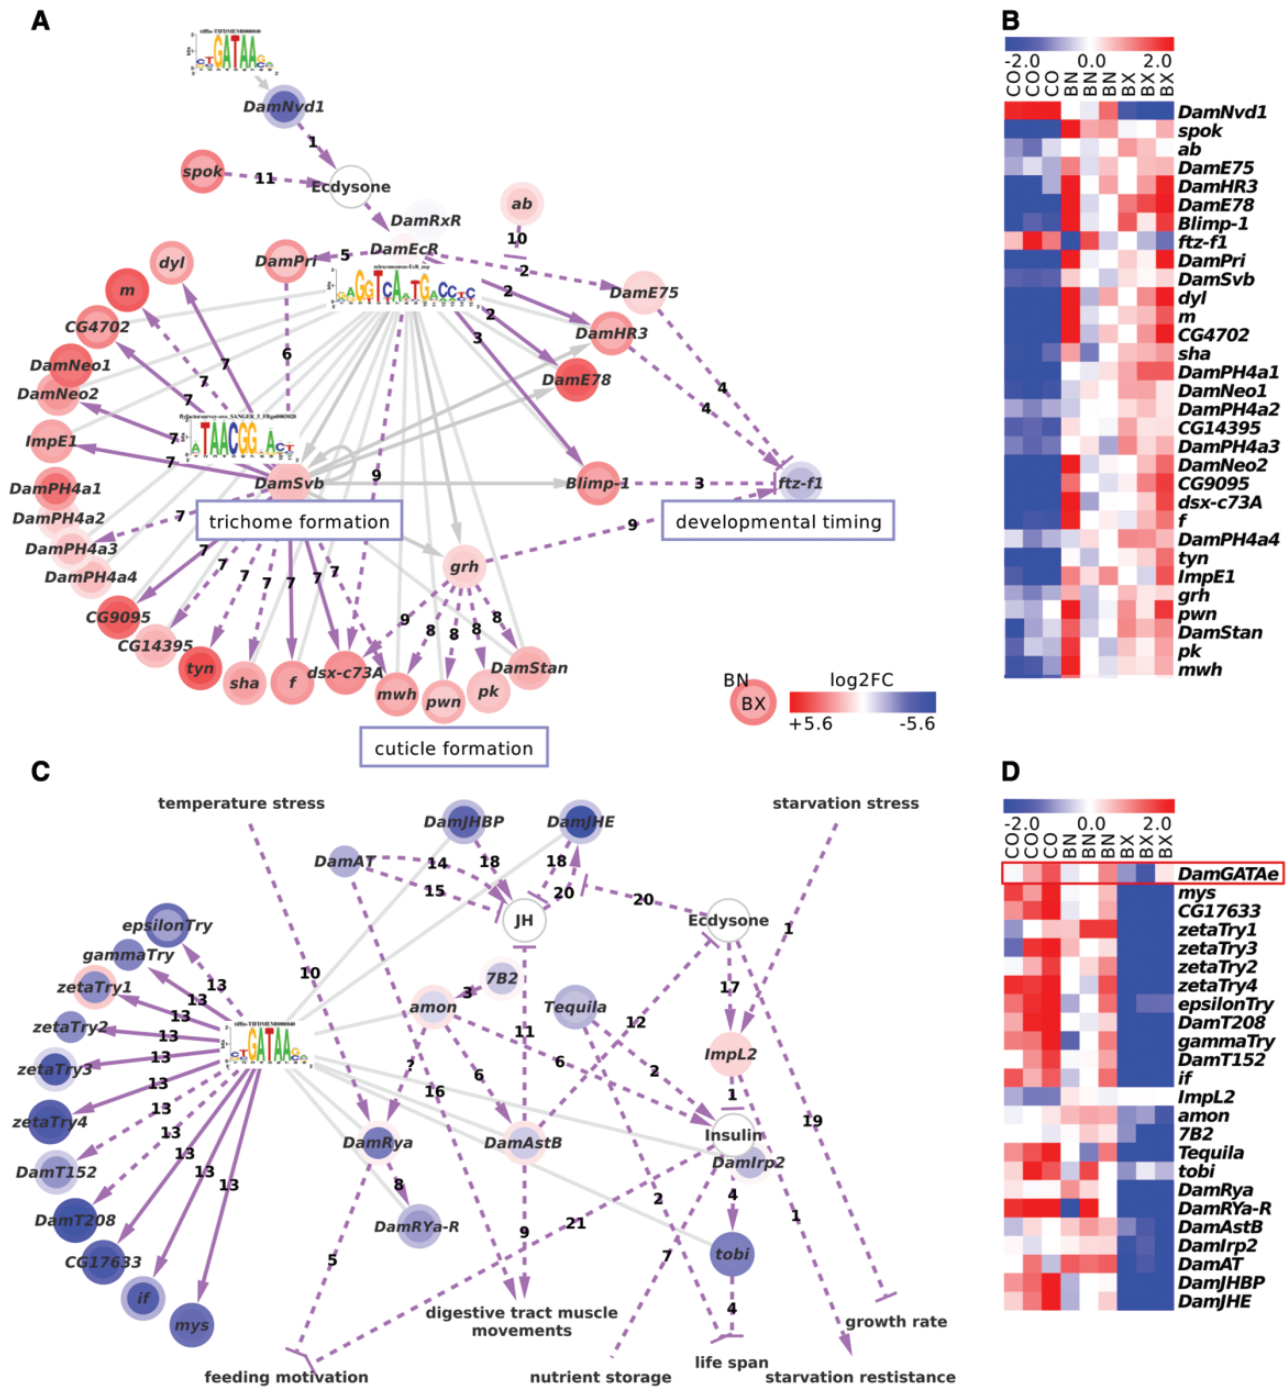 A
DamNvd1
1
spok
11
Ecdysone
DamRxR
ab
10
DamEcR
5
DamPri
dyl
2
DamE75
m
2
CG4702
2
DamHR3
3
6
DamNeo1
7
DamE78
DamNeo2
7
4
7
4
ImpE1
7
7
DamSvb
9
Blimp-1
3
ftz-f1
DamPH4a1
trichome formation
developmental timing
DamPH4a2
7
9
DamPH4a3
7
DamPH4a4
7
7
7
7
7
7
grh
CG9095
9
8
8
8
8
CG14395
tyn
sha
f
dsx-c73A
mwh
pwn
pk
DamStan
cuticle formation
BN
BX
log2FC
+5.6
-5.6
B
-2.0
0.0
2.0
CO
CO
CO
BN
BN
BN
BX
BX
BX
DamNvd1
spok
ab
DamE75
DamHR3
DamE78
Blimp-1
ftz-f1
DamPri
DamSvb
dyl
m
CG4702
sha
DamPH4a1
DamNeo1
DamPH4a2
CG14395
DamPH4a3
DamNeo2
CG9095
dsx-c73A
f
DamPH4a4
tyn
ImpE1
grh
pwn
DamStan
pk
mwh
C
temperature stress
starvation stress
DamJHBP
DamJHE
DamAT
14
18
18
15
20
20
JH
Ecdysone
1
epsilonTry
gammaTry
10
7B2
17
zetaTry1
13
3
amon
Tequila
13
13
zetaTry2
13
11
12
ImpL2
zetaTry3
13
?
6
6
2
13
16
1
zetaTry4
13
19
13
DamRya
DamAstB
Insulin
DamT152
13
DamIrp2
13
8
4
13
2
1
DamT208
DamRYa-R
21
9
7
tobi
CG17633
5
if
4
mys
digestive tract muscle
movements
growth rate
life span
feeding motivation
nutrient storage
starvation resistance
D
-2.0
0.0
2.0
CO
CO
CO
BN
BN
BN
BX
BX
BX
DamGATAe
mys
CG17633
zetaTry1
zetaTry3
zetaTry2
zetaTry4
epsilonTry
DamT208
gammaTry
DamT152
if
ImpL2
amon
7B2
Tequila
tobi
DamRya
DamRYa-R
DamAstB
DamIrp2
DamAT
DamJHBP
DamJHE